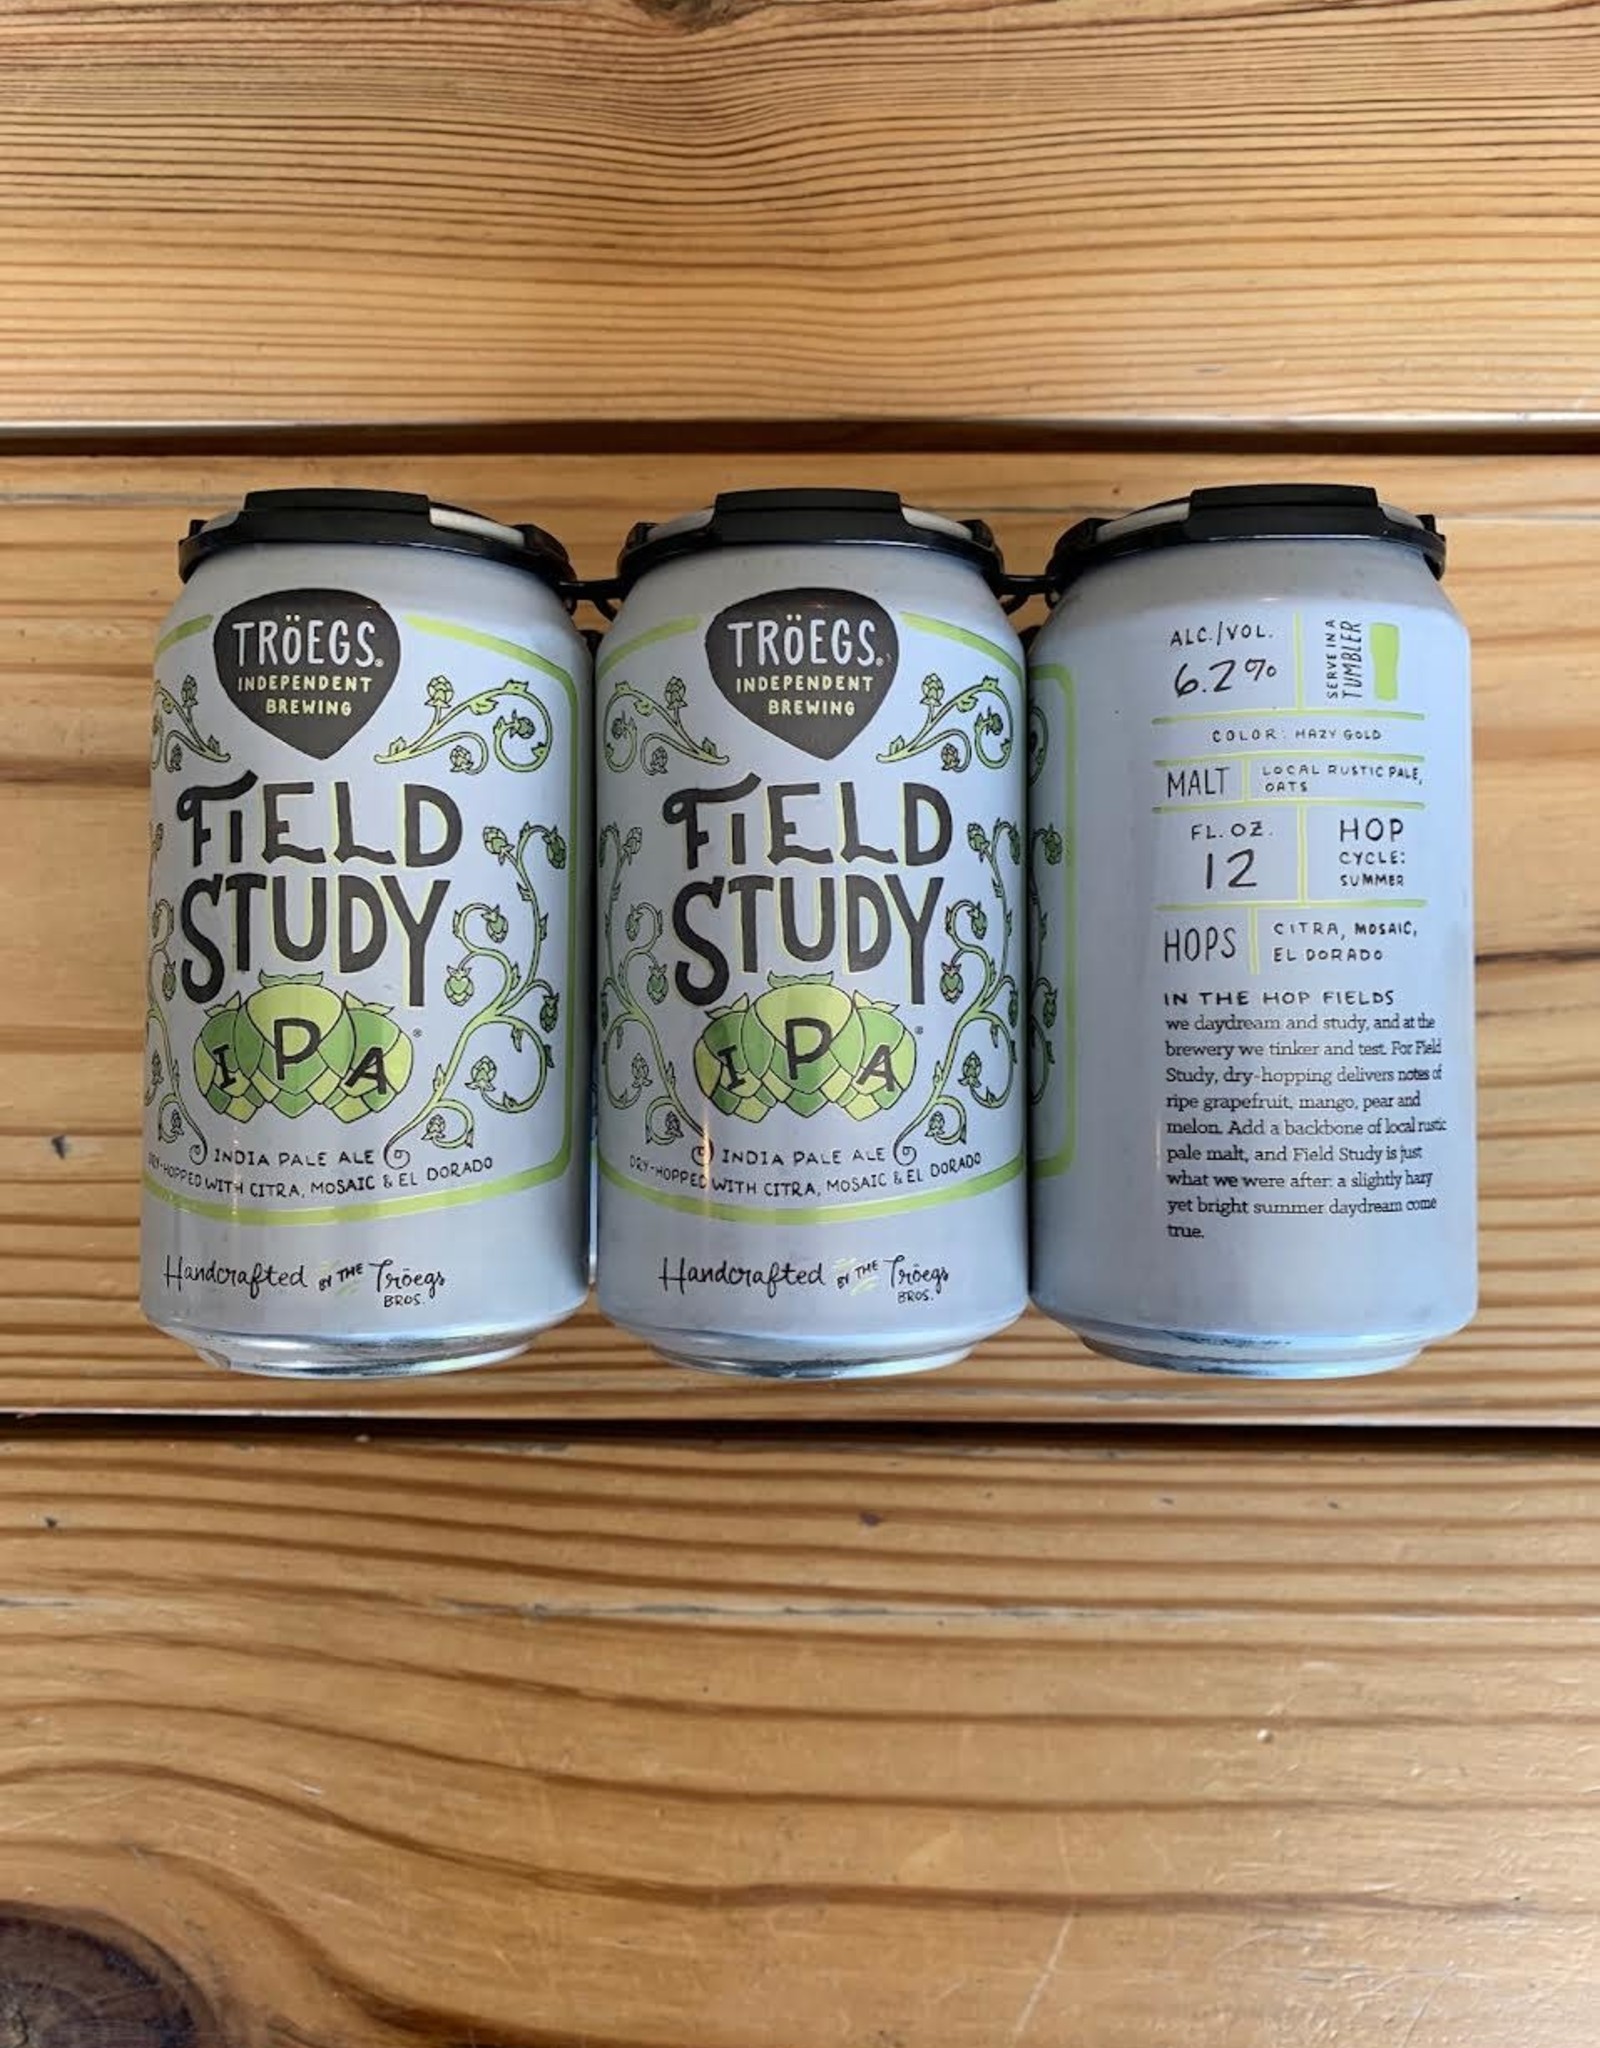 TRÖEGS®
INDEPENDENT
BREWING
FIELD
STUDY
IPA®
INDIA PALE ALE
DRY-HOPPED WITH CITRA, MOSAIC & EL DORADO
Handcrafted BY THE Tröegs
BROS.
TRÖEGS®
INDEPENDENT
BREWING
FIELD
STUDY
IPA®
INDIA PALE ALE
DRY-HOPPED WITH CITRA, MOSAIC & EL DORADO
Handcrafted BY THE Tröegs
BROS.
ALC./VOL.
6.2%
SERVE IN A
TUMBLER
COLOR: HAZY GOLD
MALT
LOCAL RUSTIC PALE,
OATS
FL. OZ.
12
HOP
CYCLE:
SUMMER
HOPS
CITRA, MOSAIC,
EL DORADO
IN THE HOP FIELDS
we daydream and study, and at the
brewery we tinker and test. For Field
Study, dry-hopping delivers notes of
ripe grapefruit, mango, pear and
melon. Add a backbone of local rustic
pale malt, and Field Study is just
what we were after: a slightly hazy
yet bright summer daydream come
true.